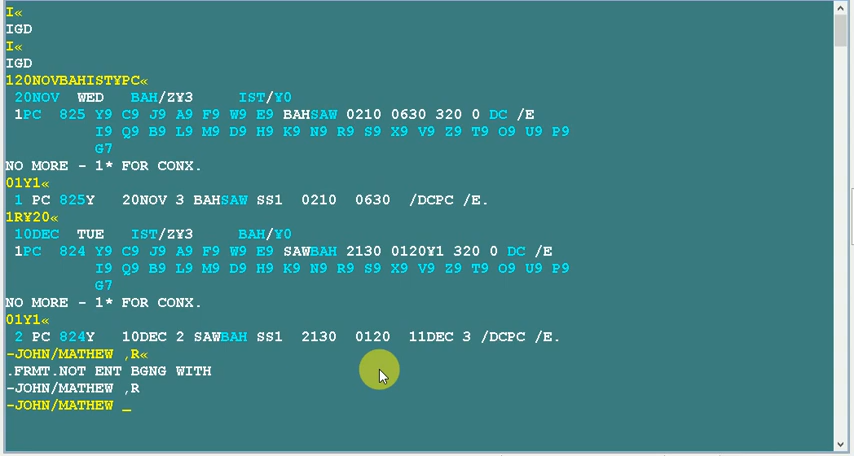 I«
IGD
I«
IGD
120NOVBAHIST¥PC«
20NOV  WED   BAH/Z¥3     IST/Y0
1PC  825 Y9 C9 J9 A9 F9 W9 E9 BAHSAW 0210 0630 320 0 DC /E
I9 Q9 B9 L9 M9 D9 H9 K9 N9 R9 S9 X9 V9 Z9 T9 O9 U9 P9
G7
NO MORE - 1* FOR CONX.
01Y1«
1 PC 825Y   20NOV 3 BAHSAW SS1  0210  0630  /DCPC /E.
1R¥20«
10DEC  TUE   IST/Z¥3     BAH/Y0
1PC  824 Y9 C9 J9 A9 F9 W9 E9 SAWBAH 2130 0120¥1 320 0 DC /E
I9 Q9 B9 L9 M9 D9 H9 K9 N9 R9 S9 X9 V9 Z9 T9 O9 U9 P9
G7
NO MORE - 1* FOR CONX.
01Y1«
2 PC 824Y   10DEC 2 SAWBAH SS1  2130  0120  11DEC 3 /DCPC /E.
-JOHN/MATHEW ,R«
.FRMT.NOT ENT BGNG WITH
-JOHN/MATHEW ,R
-JOHN/MATHEW _